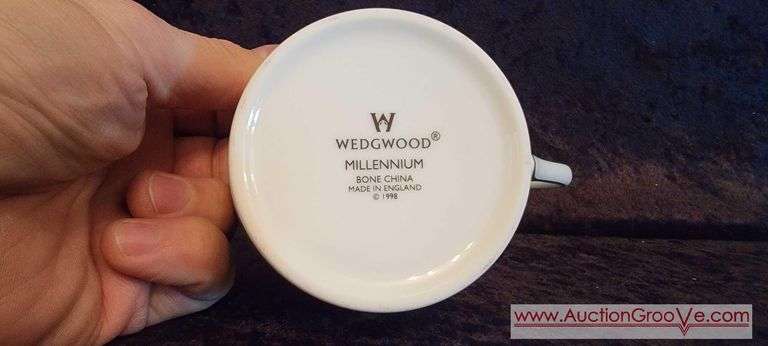 W
WEDGWOOD®
MILLENNIUM
BONE CHINA
MADE IN ENGLAND
© 1998
www.AuctionGrooVe.com